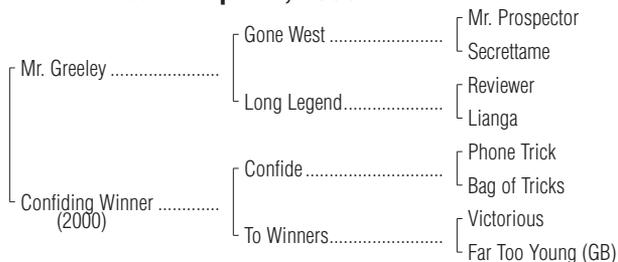 Mr. Prospector
Gone West
Secrettame
Mr. Greeley
Reviewer
Long Legend
Lianga
Phone Trick
Confide
Bag of Tricks
Confiding Winner
(2000)
Victorious
To Winners
Far Too Young (GB)